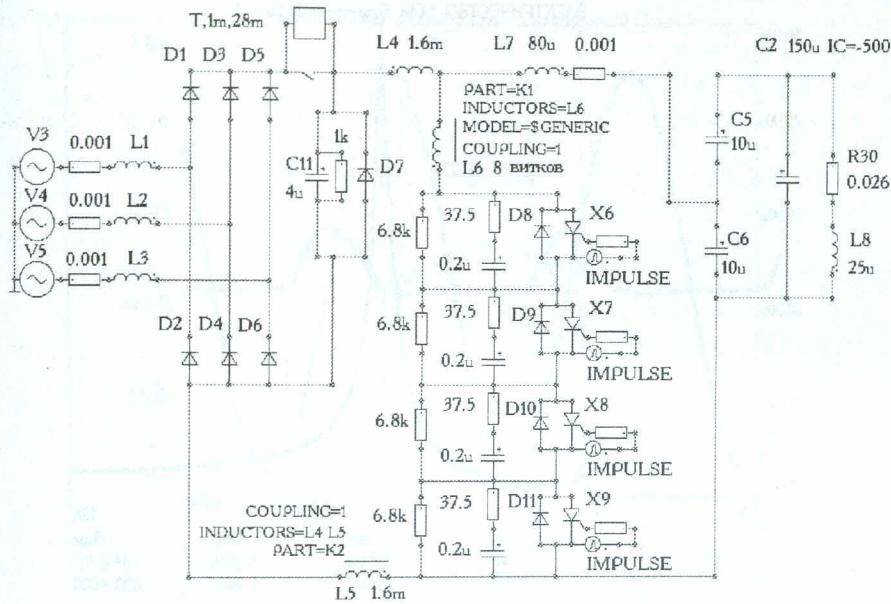 T,1m,28m
D1 D3 D5
L4 1.6m
L7 80u 0.001
C2 150u IC=-500
PART=K1
INDUCTORS=L6
MODEL=$GENERIC
COUPLING=1
L6 8 витков
V3 0.001 L1
V4 0.001 L2
V5 0.001 L3
C11
4u
1k
D7
C5
10u
R30
0.026
C6
10u
L8
25u
6.8k
37.5
0.2u
D8
X6
IMPULSE
6.8k
37.5
0.2u
D9
X7
IMPULSE
D2 D4 D6
6.8k
37.5
0.2u
D10
X8
IMPULSE
6.8k
37.5
0.2u
D11
X9
IMPULSE
COUPLING=1
INDUCTORS=L4 L5
PART=K2
L5 1.6m